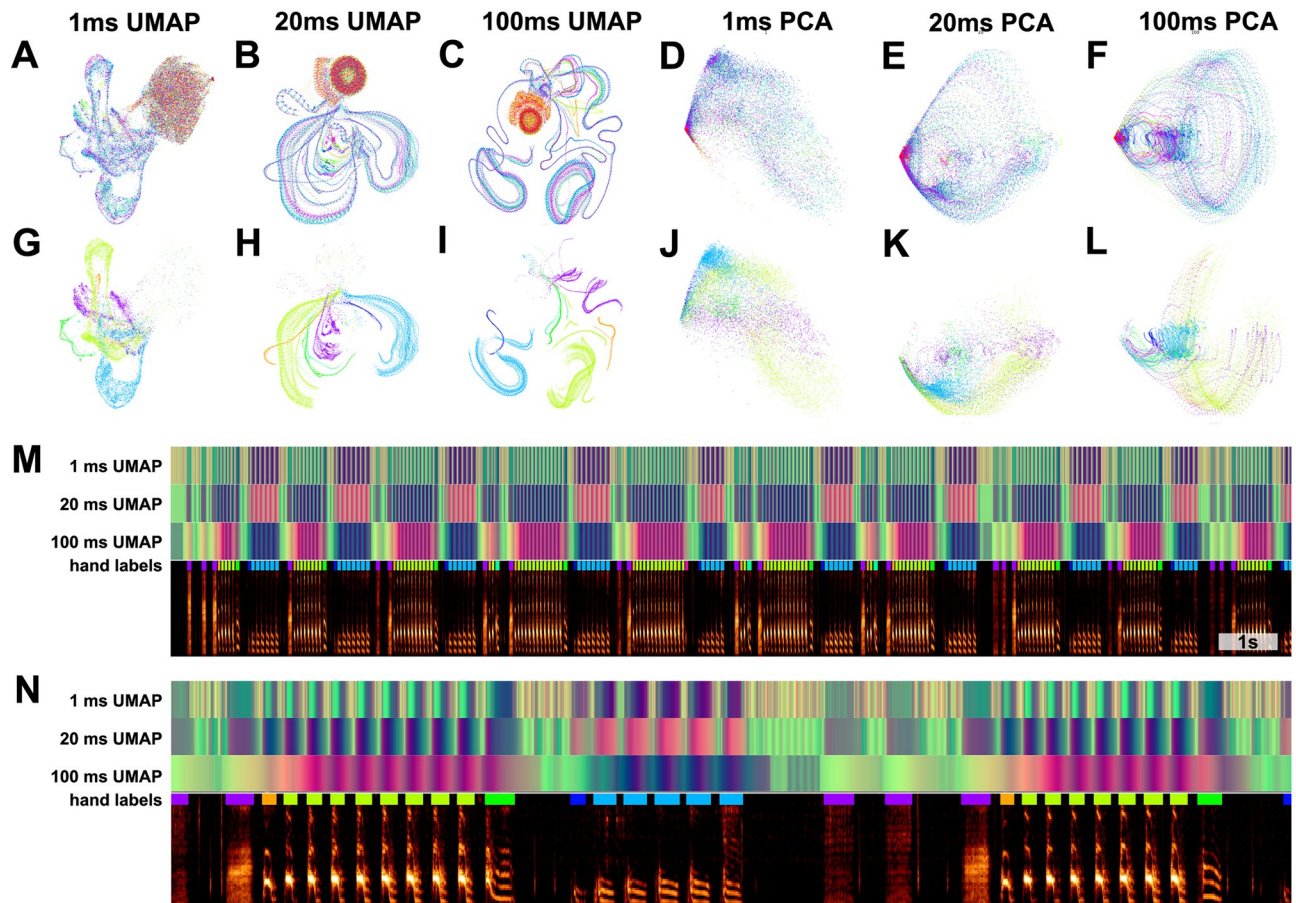 1ms UMAP 20ms UMAP 100ms UMAP 1ms PCA 20ms PCA 100ms PCA
A B C D E F
G H I J K L
M
1 ms UMAP
20 ms UMAP
100 ms UMAP
hand labels
1s
N
1 ms UMAP
20 ms UMAP
100 ms UMAP
hand labels